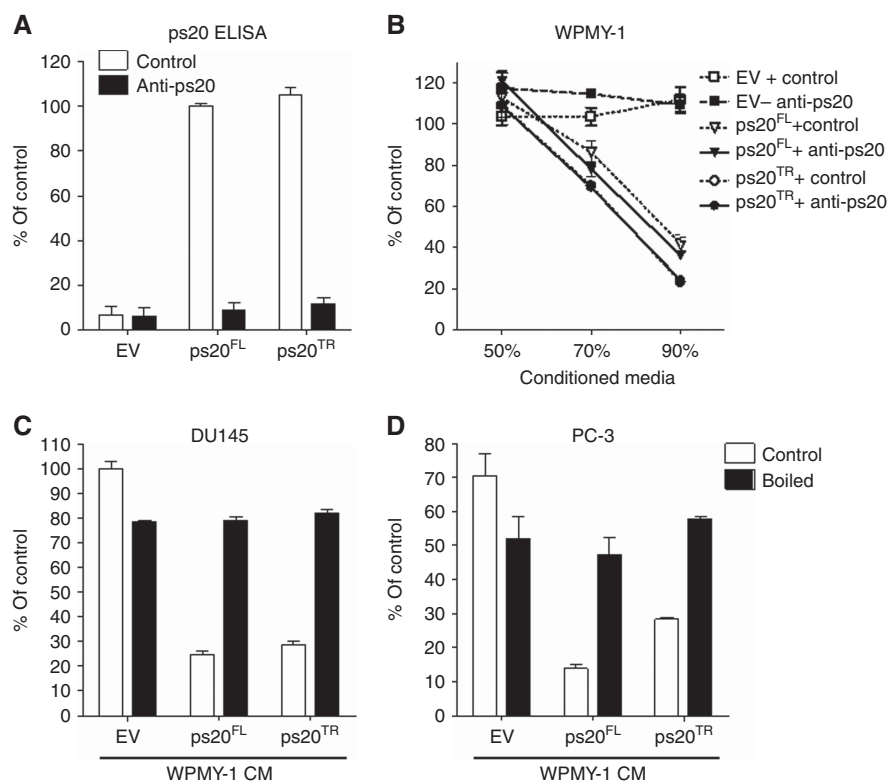 A
ps20 ELISA
Control
Anti-ps20
% Of control
120
100
80
60
40
20
0
EV
ps20FL
ps20TR
B
WPMY-1
% Of control
120
100
80
60
40
20
0
50%
70%
90%
Conditioned media
EV + control
EV– anti-ps20
ps20FL+control
ps20FL+ anti-ps20
ps20TR+ control
ps20TR+ anti-ps20
C
DU145
% Of control
110
100
90
80
70
60
50
40
30
20
10
0
EV
ps20FL
ps20TR
WPMY-1 CM
D
PC-3
Control
Boiled
% Of control
80
70
60
50
40
30
20
10
0
EV
ps20FL
ps20TR
WPMY-1 CM